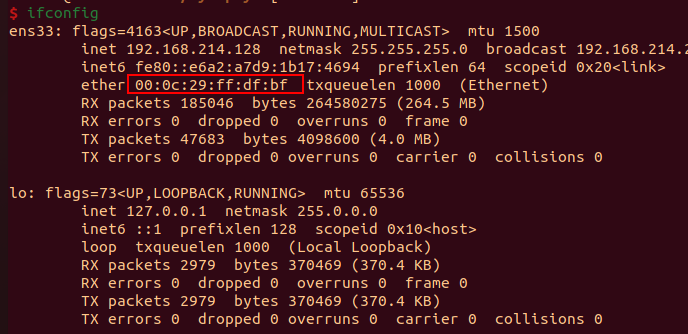 $ ifconfig
ens33: flags=4163<UP,BROADCAST,RUNNING,MULTICAST>  mtu 1500
        inet 192.168.214.128  netmask 255.255.255.0  broadcast 192.168.214.2
        inet6 fe80::e6a2:a7d9:1b17:4694  prefixlen 64  scopeid 0x20<link>
        ether 00:0c:29:ff:df:bf  txqueuelen 1000  (Ethernet)
        RX packets 185046  bytes 264580275 (264.5 MB)
        RX errors 0  dropped 0  overruns 0  frame 0
        TX packets 47683  bytes 4098600 (4.0 MB)
        TX errors 0  dropped 0 overruns 0  carrier 0  collisions 0

lo: flags=73<UP,LOOPBACK,RUNNING>  mtu 65536
        inet 127.0.0.1  netmask 255.0.0.0
        inet6 ::1  prefixlen 128  scopeid 0x10<host>
        loop  txqueuelen 1000  (Local Loopback)
        RX packets 2979  bytes 370469 (370.4 KB)
        RX errors 0  dropped 0  overruns 0  frame 0
        TX packets 2979  bytes 370469 (370.4 KB)
        TX errors 0  dropped 0 overruns 0  carrier 0  collisions 0